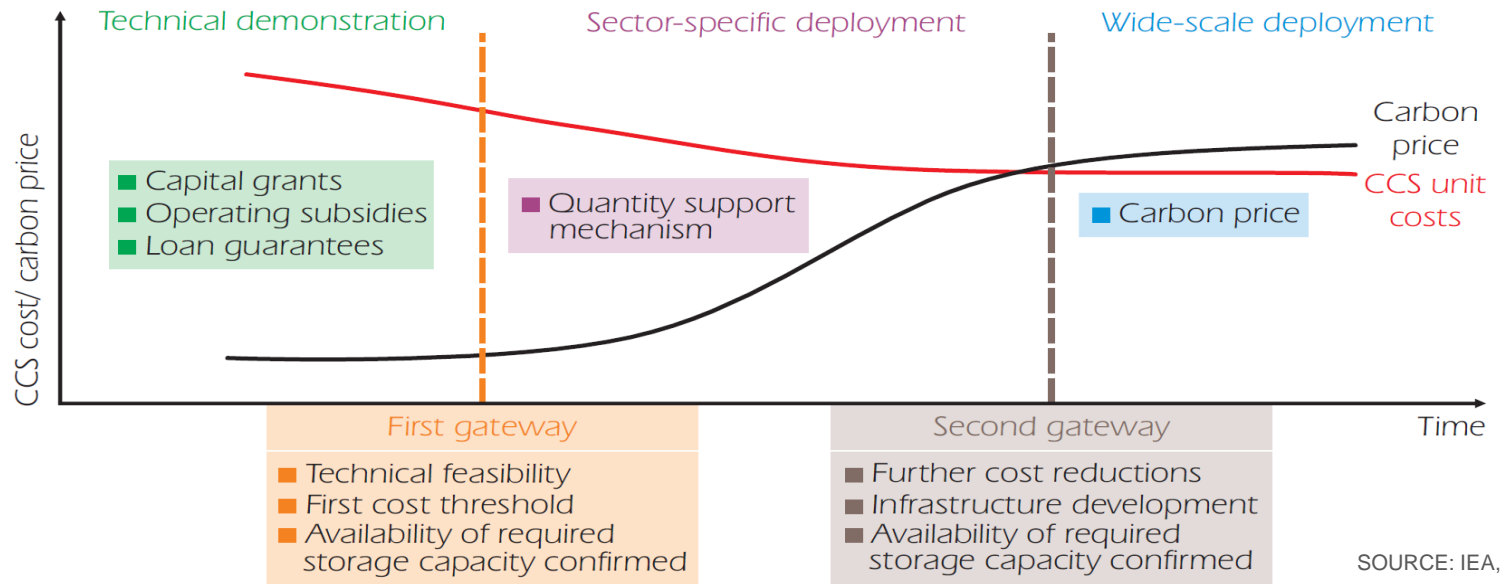 Technical demonstration
Sector-specific deployment
Wide-scale deployment
CCS cost/ carbon price
Capital grants
Operating subsidies
Loan guarantees
Quantity support
mechanism
Carbon price
Carbon
price
CCS unit
costs
Time
First gateway
Technical feasibility
First cost threshold
Availability of required
storage capacity confirmed
Second gateway
Further cost reductions
Infrastructure development
Availability of required
storage capacity confirmed
SOURCE: IEA,